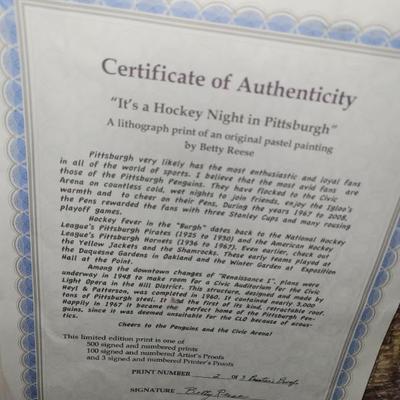 Certificate of Authenticity
"It's a Hockey Night in Pittsburgh"
A lithograph print of an original pastel painting
by Betty Reese
Pittsburgh very likely has the most enthusiastic and loyal fans
in all of the world of sports. I believe that the most avid fans are
those of the Pittsburgh Penguins. They have flocked to the Civic
Arena on countless cold, wet nights to join friends, enjoy the Igloo's
warmth and to cheer on their Pens. During the years 1967 to 2008,
the Pens rewarded the fans with three Stanley Cups and many rousing
playoff games.
Hockey Fever in the "Burgh" dates back to the National Hockey
League's Pittsburgh Pirates (1925 to 1930) and the American Hockey
League's Pittsburgh Hornets (1936 to 1967). Even earlier, check out
the Yellow Jackets and the Shamrocks. These early teams played at
the Duquesne Gardens in Oakland and the Winter Garden at Exposition
Hall at the Point.
Among the downtown changes of "Renaissance 1", plans were
underway in 1948 to make room for a Civic Auditorium for the Civic
Light Opera in the Hill District. This structure, designed and made by
Heyl & Patterson, was completed in 1960. It contained nearly 3,000
tons of Pittsburgh steel. It had the first of its kind, retractable roof.
Happily in 1967 it became the perfect home of the Pittsburgh Pen-
guins, since it was deemed unsuitable for the CLO because of acous-
tics.
Cheers to the Penguins and the Civic Arena!
This limited edition print is one of
500 signed and numbered prints
100 signed and numbered Artist's Proofs
and 3 signed and numbered Printer's Proofs
PRINT NUMBER 2 of 3 Printers Proofs
SIGNATURE Betty Reese